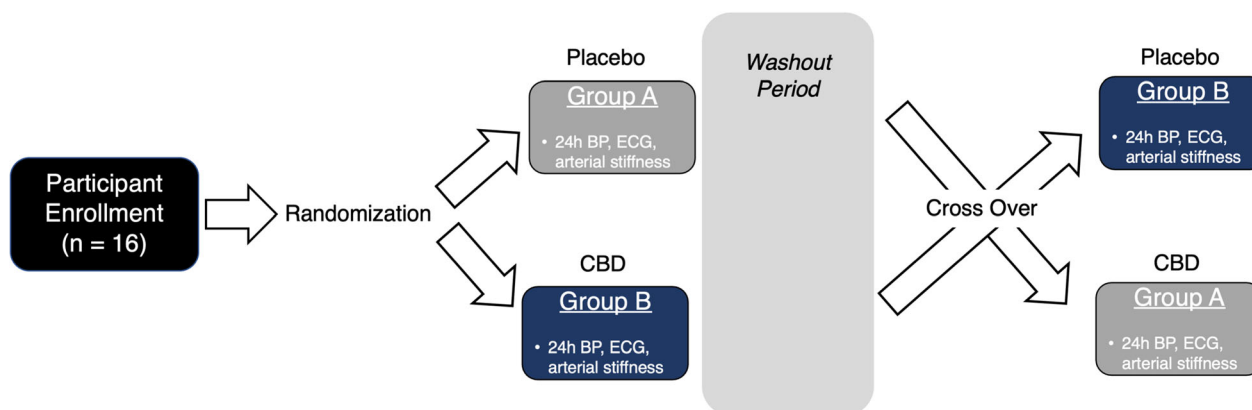 Participant
Enrollment
(n = 16)
Randomization
Placebo
Group A
• 24h BP, ECG,
arterial stiffness
CBD
Group B
• 24h BP, ECG,
arterial stiffness
Washout
Period
Cross Over
Placebo
Group B
• 24h BP, ECG,
arterial stiffness
CBD
Group A
• 24h BP, ECG,
arterial stiffness